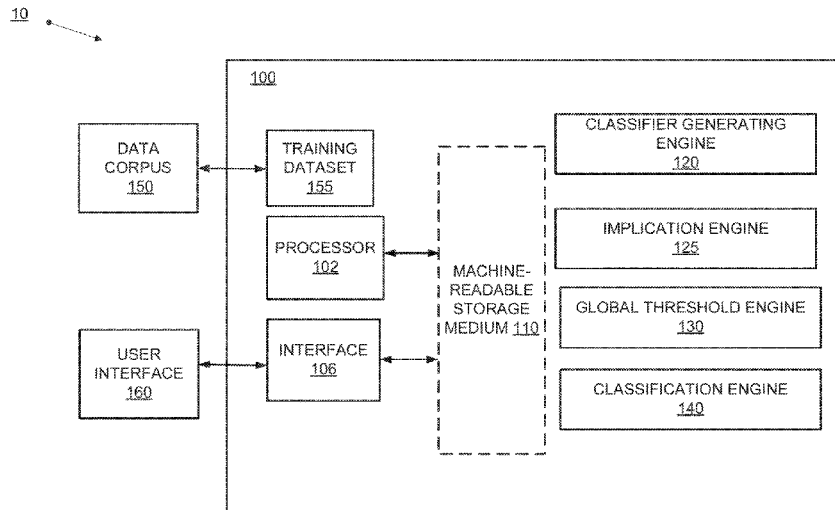 10
100
DATA
CORPUS
150
TRAINING
DATASET
155
PROCESSOR
102
USER
INTERFACE
160
INTERFACE
106
MACHINE-
READABLE
STORAGE
MEDIUM 110
CLASSIFIER GENERATING
ENGINE
120
IMPLICATION ENGINE
125
GLOBAL THRESHOLD ENGINE
130
CLASSIFICATION ENGINE
140